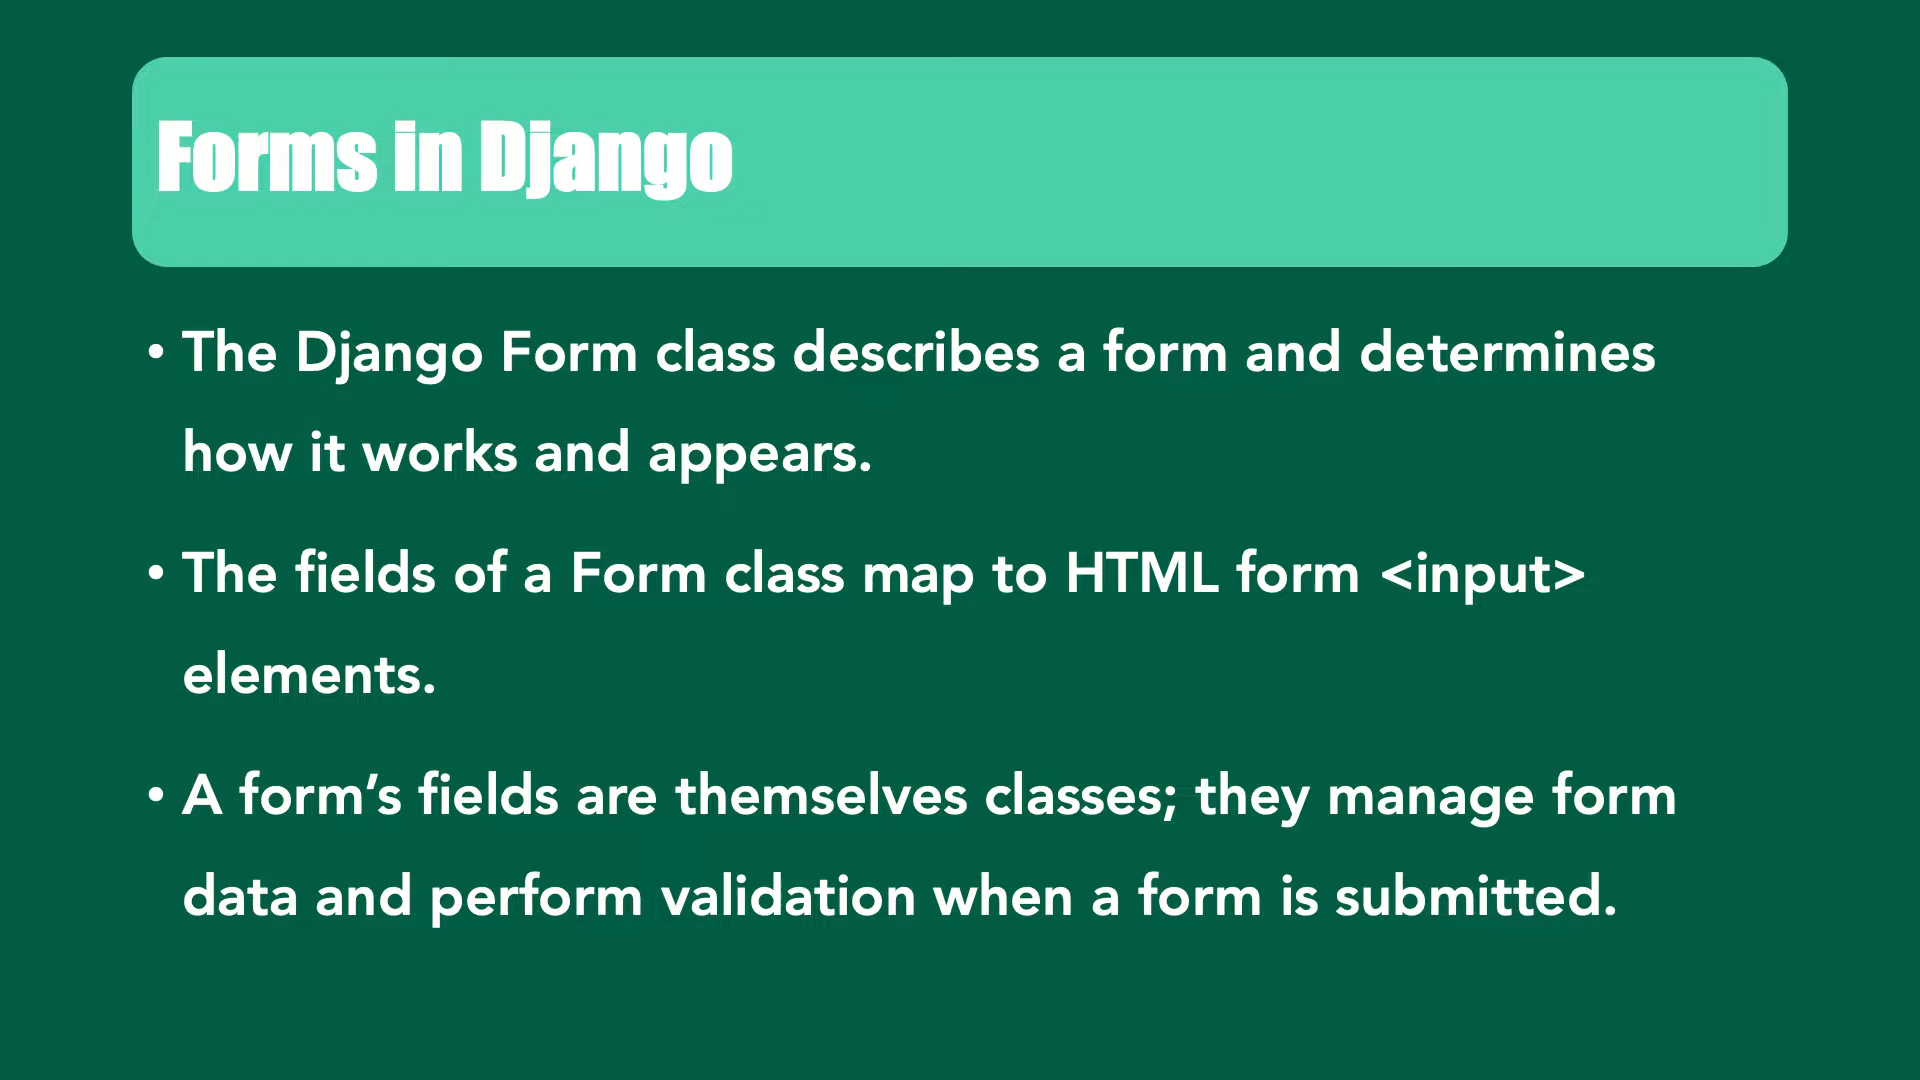 Forms in Django
• The Django Form class describes a form and determines
how it works and appears.
• The fields of a Form class map to HTML form <input>
elements.
• A form’s fields are themselves classes; they manage form
data and perform validation when a form is submitted.